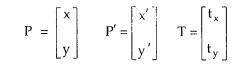 P = [x y] P' = [x' y'] T = [tx ty]